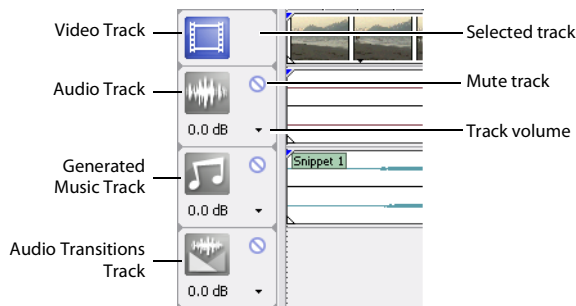 Video Track
Selected track
Audio Track
Mute track
0.0 dB
Track volume
Generated
Music Track
Snippet 1
0.0 dB
Audio Transitions
Track
0.0 dB